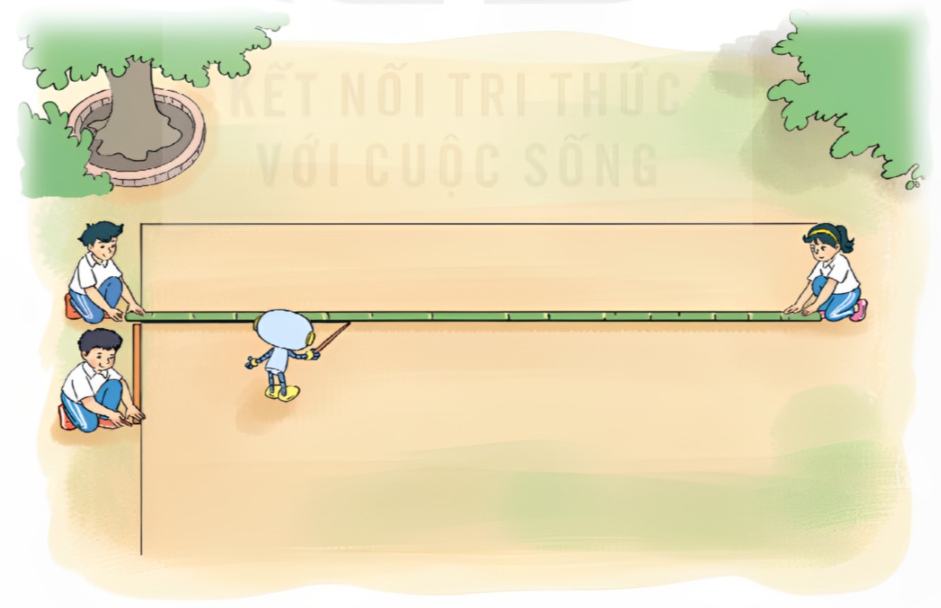 KẾT NỐI TRI THỨC
VỚI CUỘC SỐNG